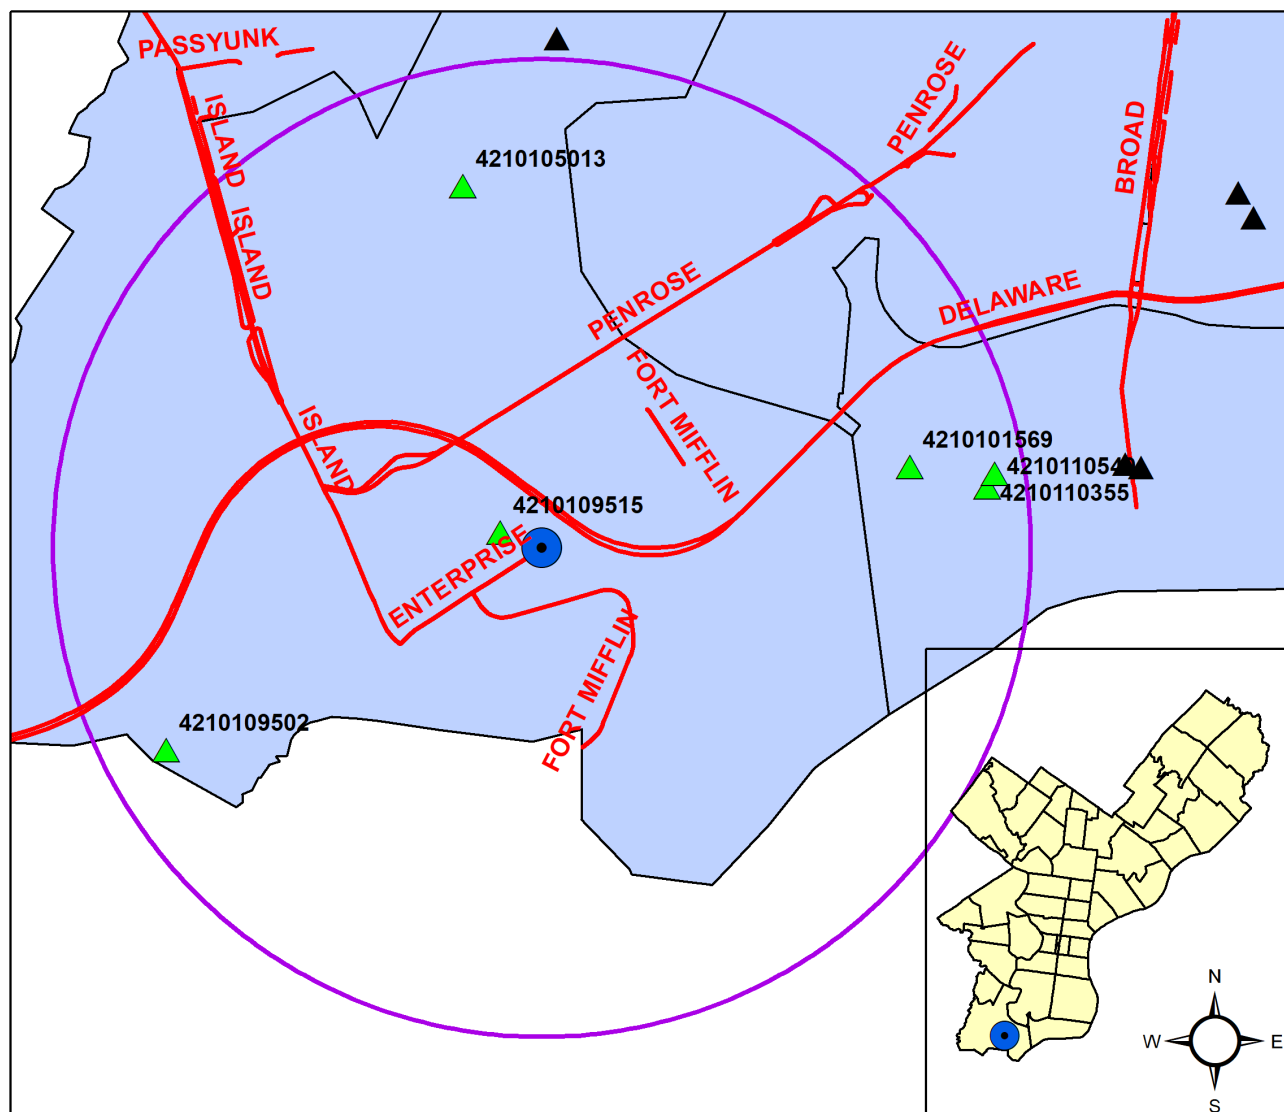 PASSYUNK
PENROSE
ISLAND
BROAD
4210105013
ISLAND
PENROSE
DELAWARE
FORT MIFFLIN
ISLAND
4210101569
4210110355
4210109515
ENTERPRISE
FORT MIFFLIN
4210109502
N
W
E
S